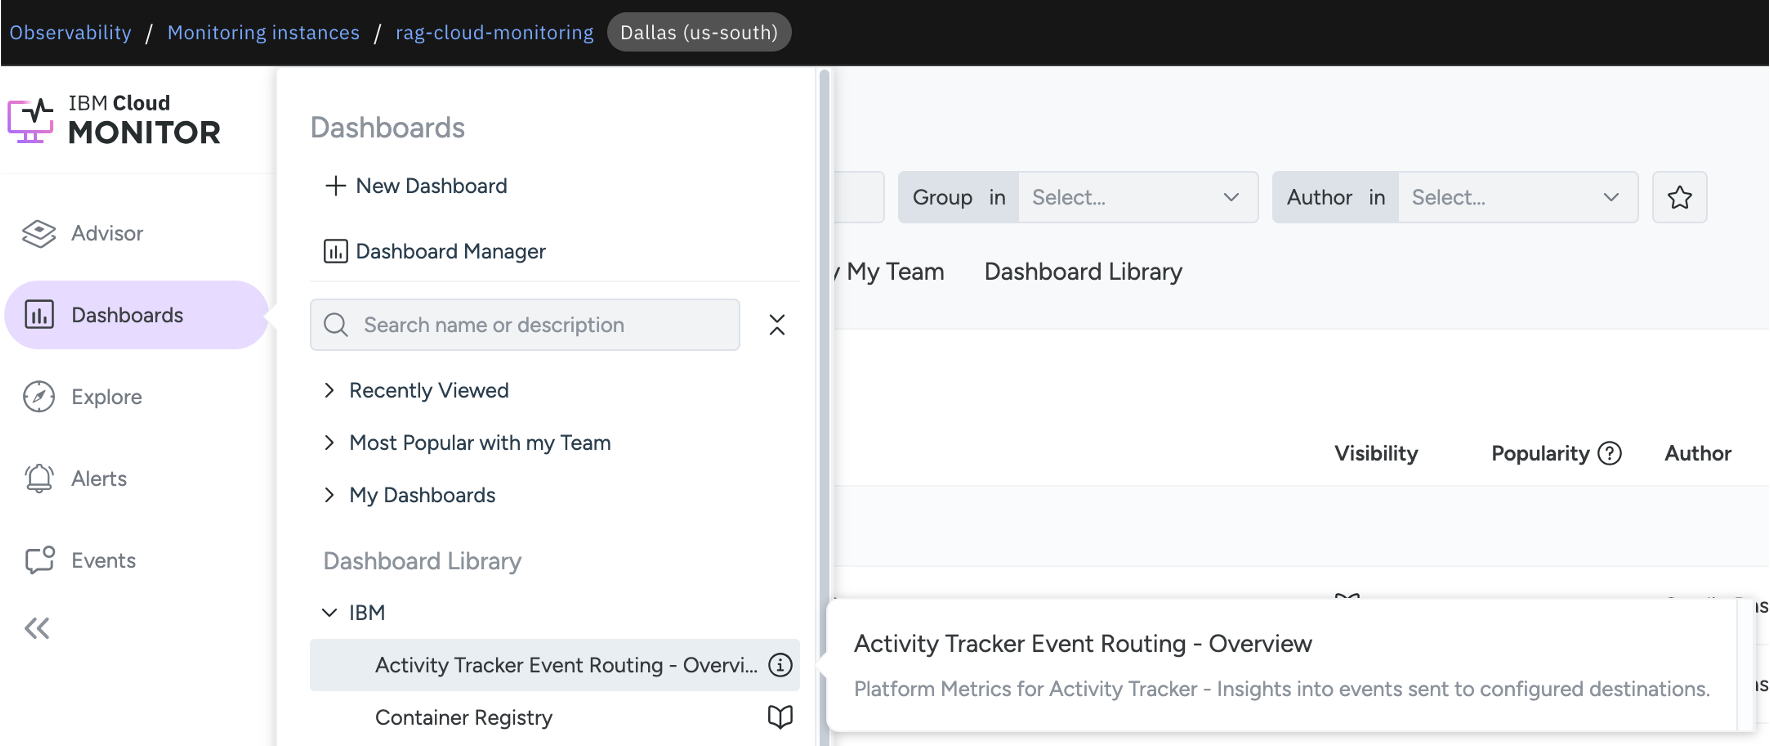 Observability / Monitoring instances / rag-cloud-monitoring Dallas (us-south)
IBM Cloud
MONITOR
Advisor
Dashboards
Explore
Alerts
Events
Dashboards
New Dashboard
Dashboard Manager
Search name or description
Recently Viewed
Most Popular with my Team
My Dashboards
Dashboard Library
IBM
Activity Tracker Event Routing - Overvi...
Container Registry
Group in Select...
Author in Select...
My Team
Dashboard Library
Visibility Popularity Author
Activity Tracker Event Routing - Overview
Platform Metrics for Activity Tracker - Insights into events sent to configured destinations.